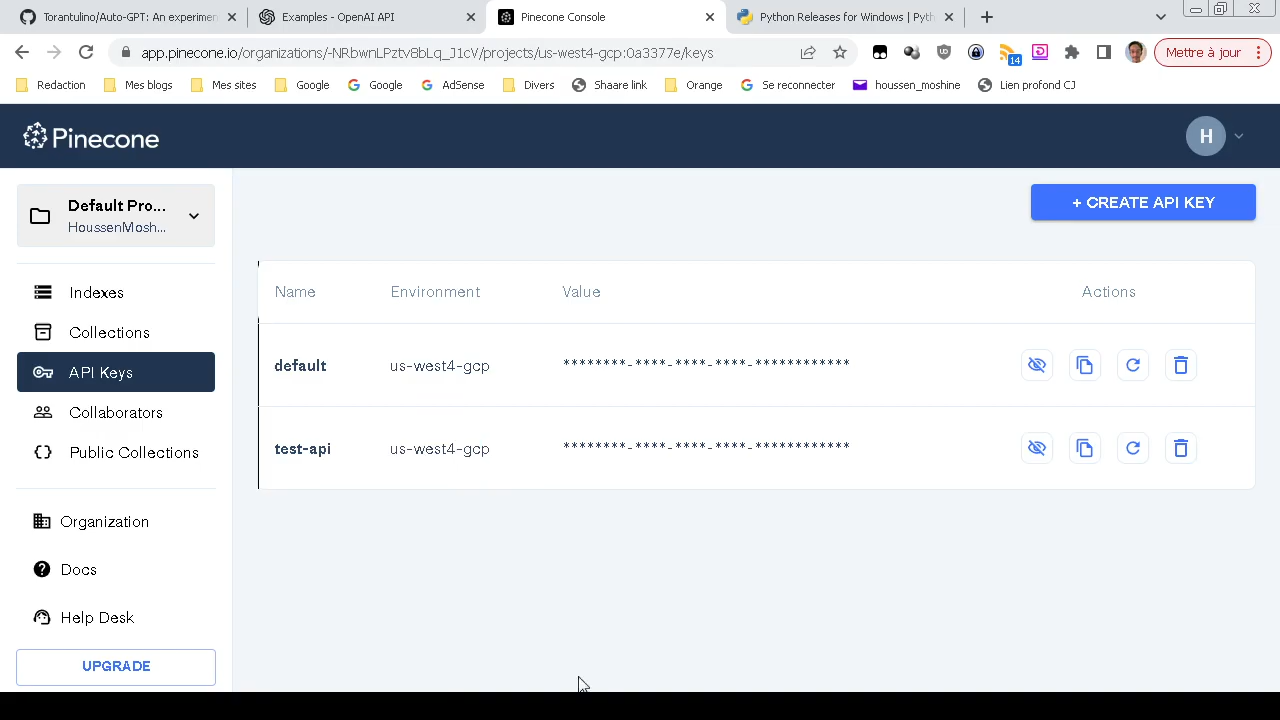 Torantulino/Auto-GPT: An experimen
Examples - OpenAI API
Pinecone Console
Python Releases for Windows | Pyth
app.pinecone.io/organizations/-NRbwnLPztv8bLq_J1cV/projects/us-west4-gcp:0a3377e/keys
14
Mettre à jour
Redaction
Mes blogs
Mes sites
Google
Google
AdSense
Divers
Shaare link
Orange
Se reconnecter
houssen_moshine
Lien profond CJ
Pinecone
H
Default Pro...
HoussenMosh...
+ CREATE API KEY
Indexes
Collections
API Keys
Collaborators
Public Collections
Organization
Docs
Help Desk
UPGRADE
Name Environment Value Actions
default us-west4-gcp ********-****-****-****-************
test-api us-west4-gcp ********-****-****-****-************